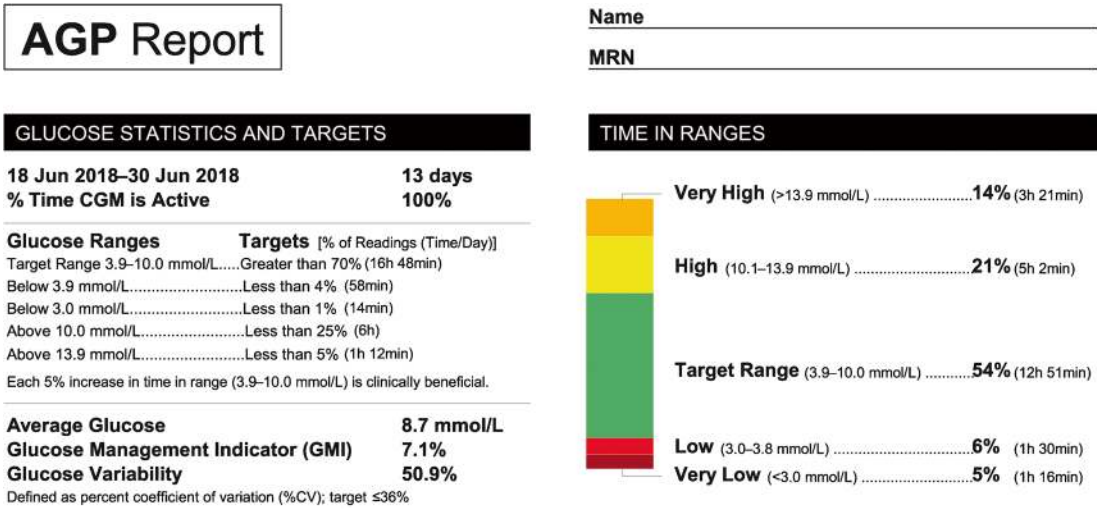 AGP Report
Name
MRN
GLUCOSE STATISTICS AND TARGETS
18 Jun 2018–30 Jun 2018 13 days
% Time CGM is Active 100%
Glucose Ranges Targets [% of Readings (Time/Day)]
Target Range 3.9–10.0 mmol/L.....Greater than 70% (16h 48min)
Below 3.9 mmol/L....................Less than 4% (58min)
Below 3.0 mmol/L....................Less than 1% (14min)
Above 10.0 mmol/L..................Less than 25% (6h)
Above 13.9 mmol/L..................Less than 5% (1h 12min)
Each 5% increase in time in range (3.9–10.0 mmol/L) is clinically beneficial.
Average Glucose 8.7 mmol/L
Glucose Management Indicator (GMI) 7.1%
Glucose Variability 50.9%
Defined as percent coefficient of variation (%CV); target ≤36%
TIME IN RANGES
Very High (>13.9 mmol/L) ......................14% (3h 21min)
High (10.1–13.9 mmol/L) ..........................21% (5h 2min)
Target Range (3.9–10.0 mmol/L) ..........54% (12h 51min)
Low (3.0–3.8 mmol/L) ..............................6% (1h 30min)
Very Low (<3.0 mmol/L) ........................5% (1h 16min)